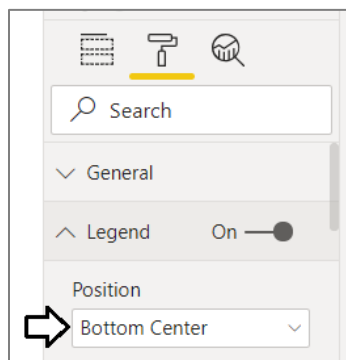 Search
General
Legend On
Position
Bottom Center